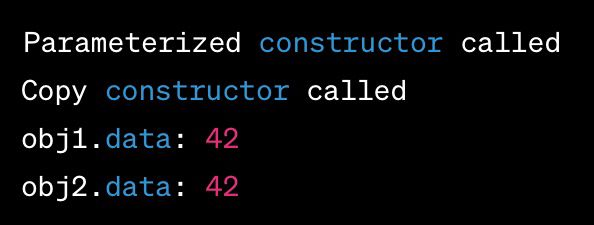 Parameterized constructor called
Copy constructor called
obj1.data: 42
obj2.data: 42